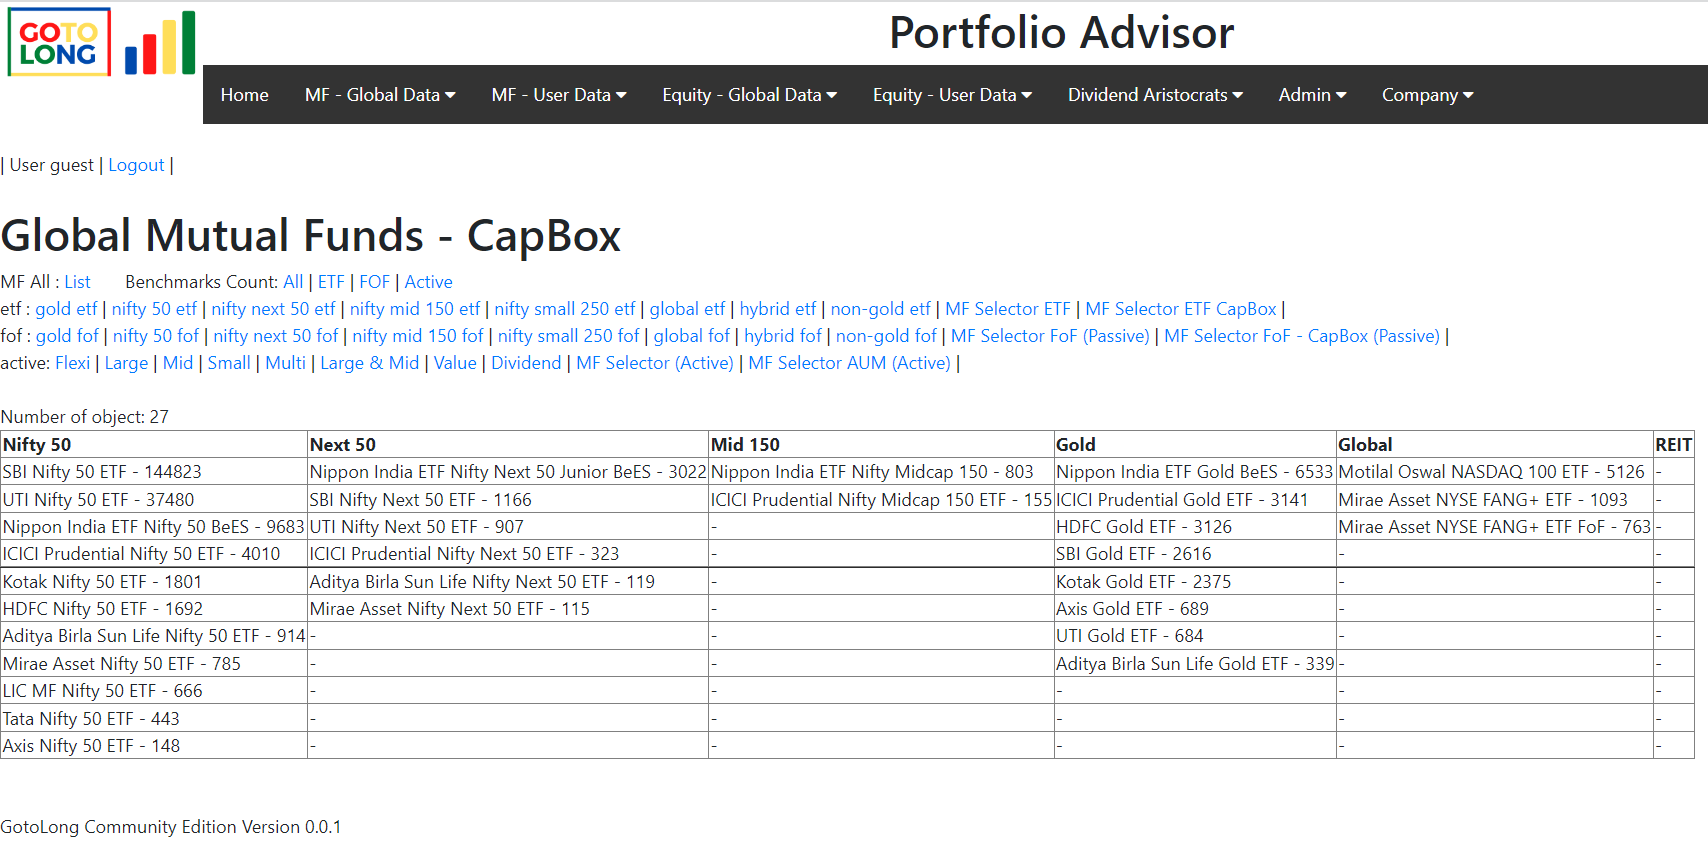 GOTO
LONG
Portfolio Advisor
Home MF - Global Data MF - User Data Equity - Global Data Equity - User Data Dividend Aristocrats Admin Company
| User guest | Logout |
Global Mutual Funds - CapBox
MF All : List Benchmarks Count: All | ETF | FOF | Active
etf : gold etf | nifty 50 etf | nifty next 50 etf | nifty mid 150 etf | nifty small 250 etf | global etf | hybrid etf | non-gold etf | MF Selector ETF | MF Selector ETF CapBox |
fof : gold fof | nifty 50 fof | nifty next 50 fof | nifty mid 150 fof | nifty small 250 fof | global fof | hybrid fof | non-gold fof | MF Selector FoF (Passive) | MF Selector FoF - CapBox (Passive) |
active: Flexi | Large | Mid | Small | Multi | Large & Mid | Value | Dividend | MF Selector (Active) | MF Selector AUM (Active) |
Number of object: 27
Nifty 50 Next 50 Mid 150 Gold Global REIT
SBI Nifty 50 ETF - 144823 Nippon India ETF Nifty Next 50 Junior BeES - 3022 Nippon India ETF Nifty Midcap 150 - 803 Nippon India ETF Gold BeES - 6533 Motilal Oswal NASDAQ 100 ETF - 5126 -
UTI Nifty 50 ETF - 37480 SBI Nifty Next 50 ETF - 1166 ICICI Prudential Nifty Midcap 150 ETF - 155 ICICI Prudential Gold ETF - 3141 Mirae Asset NYSE FANG+ ETF - 1093 -
Nippon India ETF Nifty 50 BeES - 9683 UTI Nifty Next 50 ETF - 907 - HDFC Gold ETF - 3126 Mirae Asset NYSE FANG+ ETF FoF - 763 -
ICICI Prudential Nifty 50 ETF - 4010 ICICI Prudential Nifty Next 50 ETF - 323 - SBI Gold ETF - 2616 - -
Kotak Nifty 50 ETF - 1801 Aditya Birla Sun Life Nifty Next 50 ETF - 119 - Kotak Gold ETF - 2375 - -
HDFC Nifty 50 ETF - 1692 Mirae Asset Nifty Next 50 ETF - 115 - Axis Gold ETF - 689 - -
Aditya Birla Sun Life Nifty 50 ETF - 914 - - UTI Gold ETF - 684 - -
Mirae Asset Nifty 50 ETF - 785 - - Aditya Birla Sun Life Gold ETF - 339 - -
LIC MF Nifty 50 ETF - 666 - - - - -
Tata Nifty 50 ETF - 443 - - - - -
Axis Nifty 50 ETF - 148 - - - - -
GotoLong Community Edition Version 0.0.1